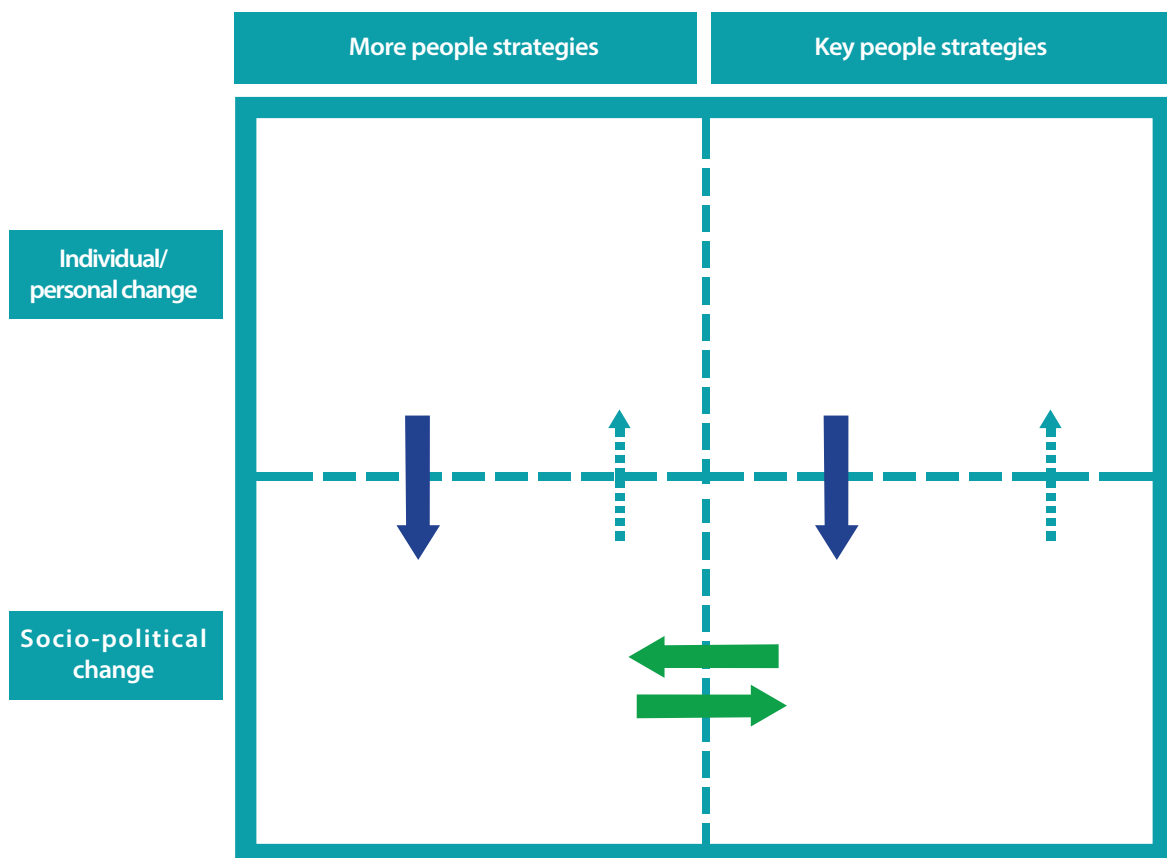 More people strategies
Key people strategies
Individual/
personal change
Socio-political
change